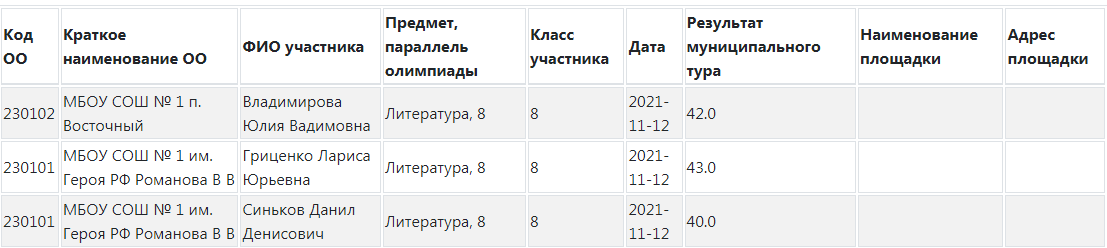 Код ОО
Краткое наименование ОО
ФИО участника
Предмет, параллель олимпиады
Класс участника
Дата
Результат муниципального тура
Наименование площадки
Адрес площадки
230102
МБОУ СОШ № 1 п. Восточный
Владимирова Юлия Вадимовна
Литература, 8
8
2021-11-12
42.0
230101
МБОУ СОШ № 1 им. Героя РФ Романова В В
Гриценко Лариса Юрьевна
Литература, 8
8
2021-11-12
43.0
230101
МБОУ СОШ № 1 им. Героя РФ Романова В В
Синьков Данил Денисович
Литература, 8
8
2021-11-12
40.0